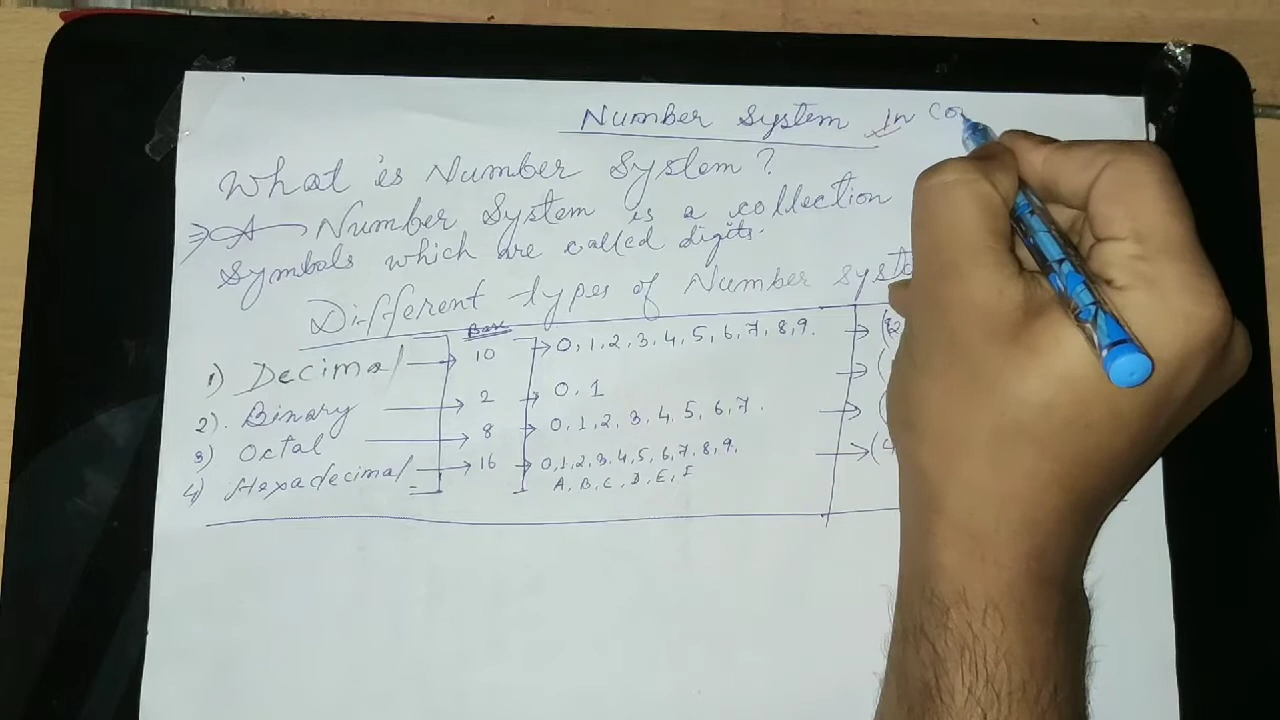 Number System In Co
What is Number System?
⇒ A Number System is a collection
Symbols which are called digits.
Different types of Number syste
Base
1) Decimal → 10 → 0, 1, 2, 3, 4, 5, 6, 7, 8, 9. →
2). Binary → 2 → 0, 1 → (
3) Octal → 8 → 0, 1, 2, 3, 4, 5, 6, 7. → (
4) Hexadecimal → 16 → 0, 1, 2, 3, 4, 5, 6, 7, 8, 9, → (
A, B, C, D, E, F